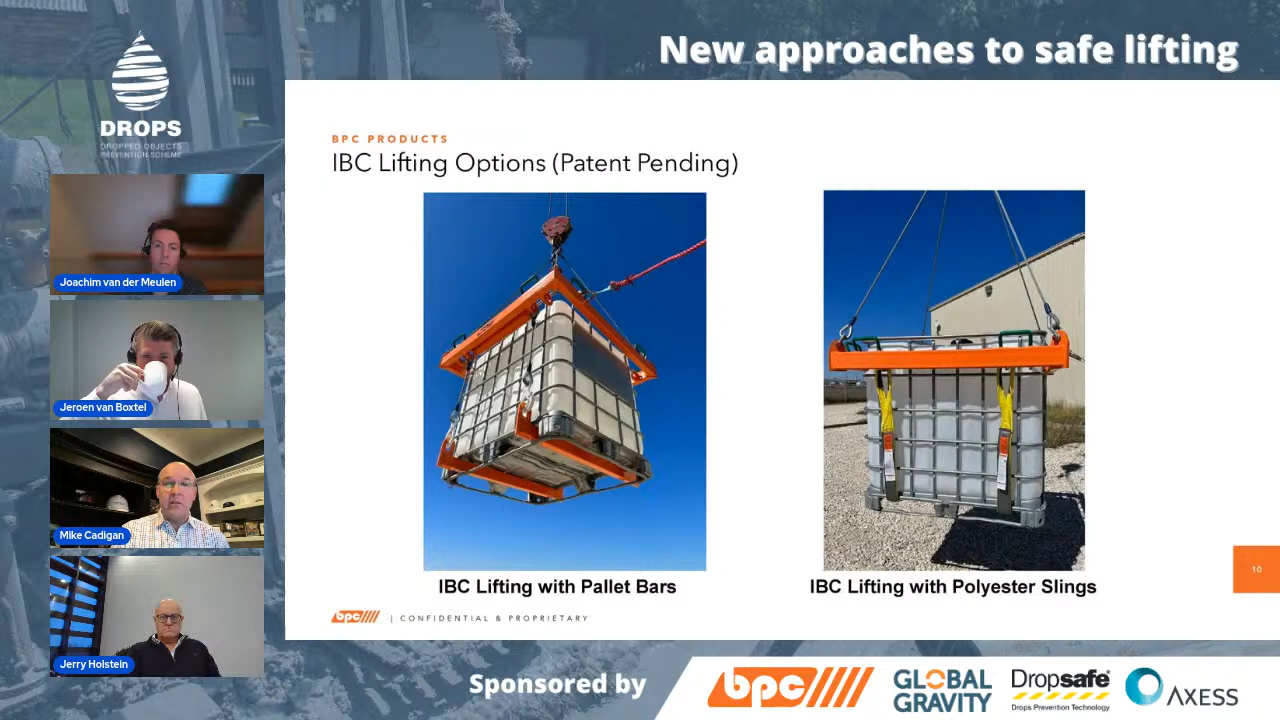 New approaches to safe lifting
DROPS
DROPPED OBJECTS
PREVENTION SCHEME
Joachim van der Meulen
Jeroen van Boxtel
Mike Cadigan
Jerry Holstein
BPC PRODUCTS
IBC Lifting Options (Patent Pending)
IBC Lifting with Pallet Bars
IBC Lifting with Polyester Slings
10
bpc | CONFIDENTIAL & PROPRIETARY
Sponsored by
bpc
GLOBAL
GRAVITY
Dropsafe®
Drops Prevention Technology
AXESS